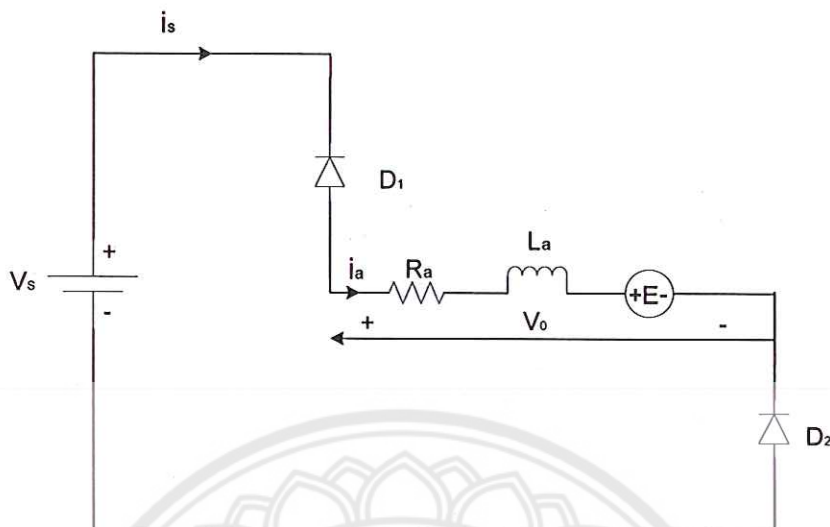 is
D₁
+
Vs
-
ia
Ra
La
+E-
+
V₀
-
D₂